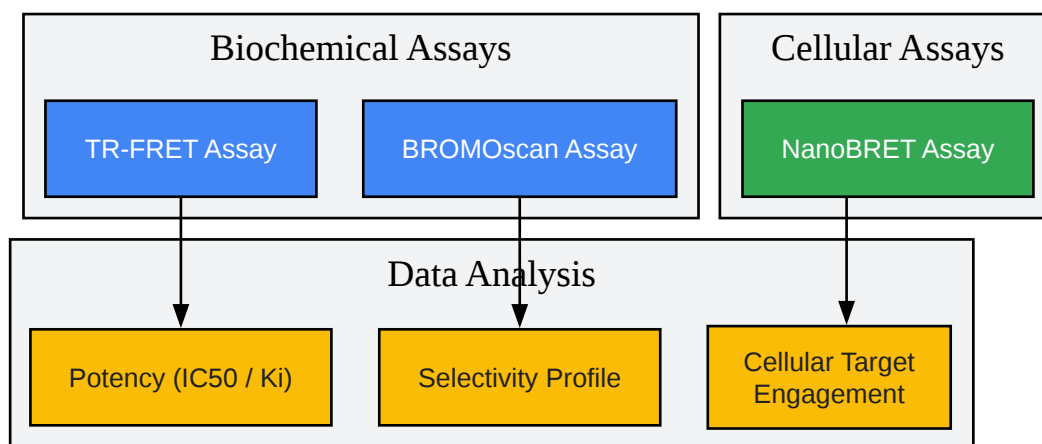 Biochemical Assays
Cellular Assays
TR-FRET Assay
BROMOscan Assay
NanoBRET Assay
Data Analysis
Potency (IC50 / Ki)
Selectivity Profile
Cellular Target
Engagement